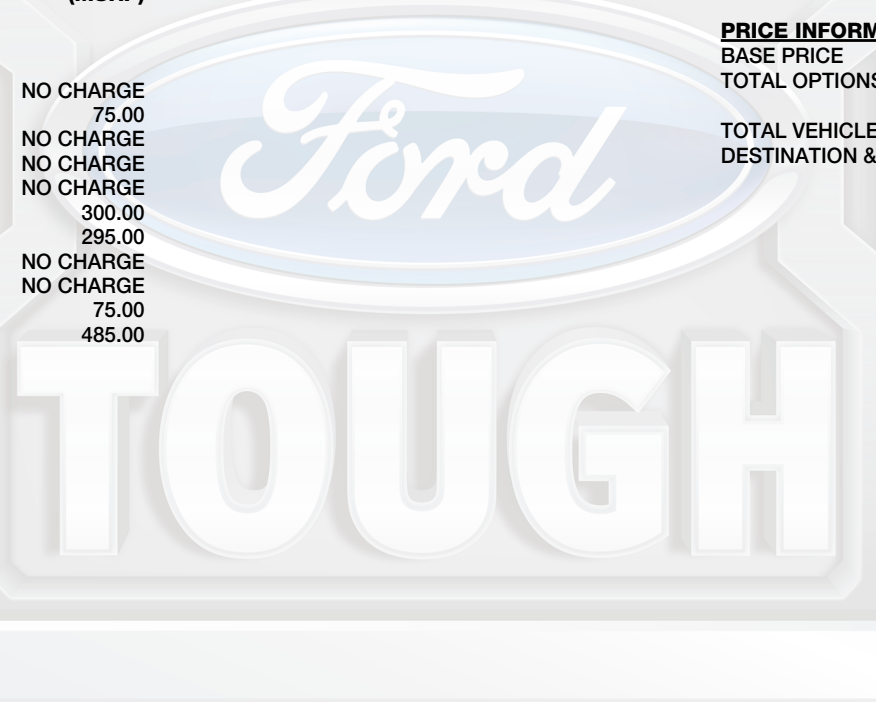 NO CHARGE
75.00
NO CHARGE
NO CHARGE
NO CHARGE
300.00
295.00
NO CHARGE
NO CHARGE
75.00
485.00
PRICE INFORM
BASE PRICE
TOTAL OPTIONS
TOTAL VEHICLE
DESTINATION &
Ford
TOUGH